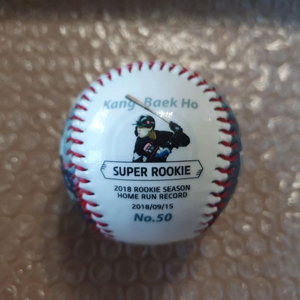 Kang Baek Ho
SUPER ROOKIE
2018 ROOKIE SEASON
HOME RUN RECORD
2018/09/15
No.50